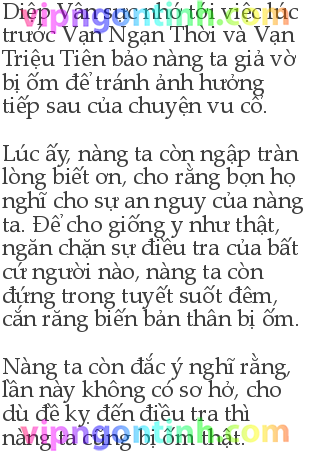 Diệp Vân sực nhớ tới việc lúc
trước Vạn Ngạn Thời và Vạn
Triệu Tiên bảo nàng ta giả vờ
bị ốm để tránh ảnh hưởng
tiếp sau của chuyện vu cổ.
Lúc ấy, nàng ta còn ngập tràn
lòng biết ơn, cho rằng bọn họ
nghĩ cho sự an nguy của nàng
ta. Để cho giống y như thật,
ngăn chặn sự điều tra của bất
cứ người nào, nàng ta còn
đứng trong tuyết suốt đêm,
cắn răng biến bản thân bị ốm.
Nàng ta còn đắc ý nghĩ rằng,
lần này không có sơ hở, cho
dù đề kỵ đến điều tra thì
nàng ta cũng bị ốm thật.
vipngontinh.com
vipngontinh.com